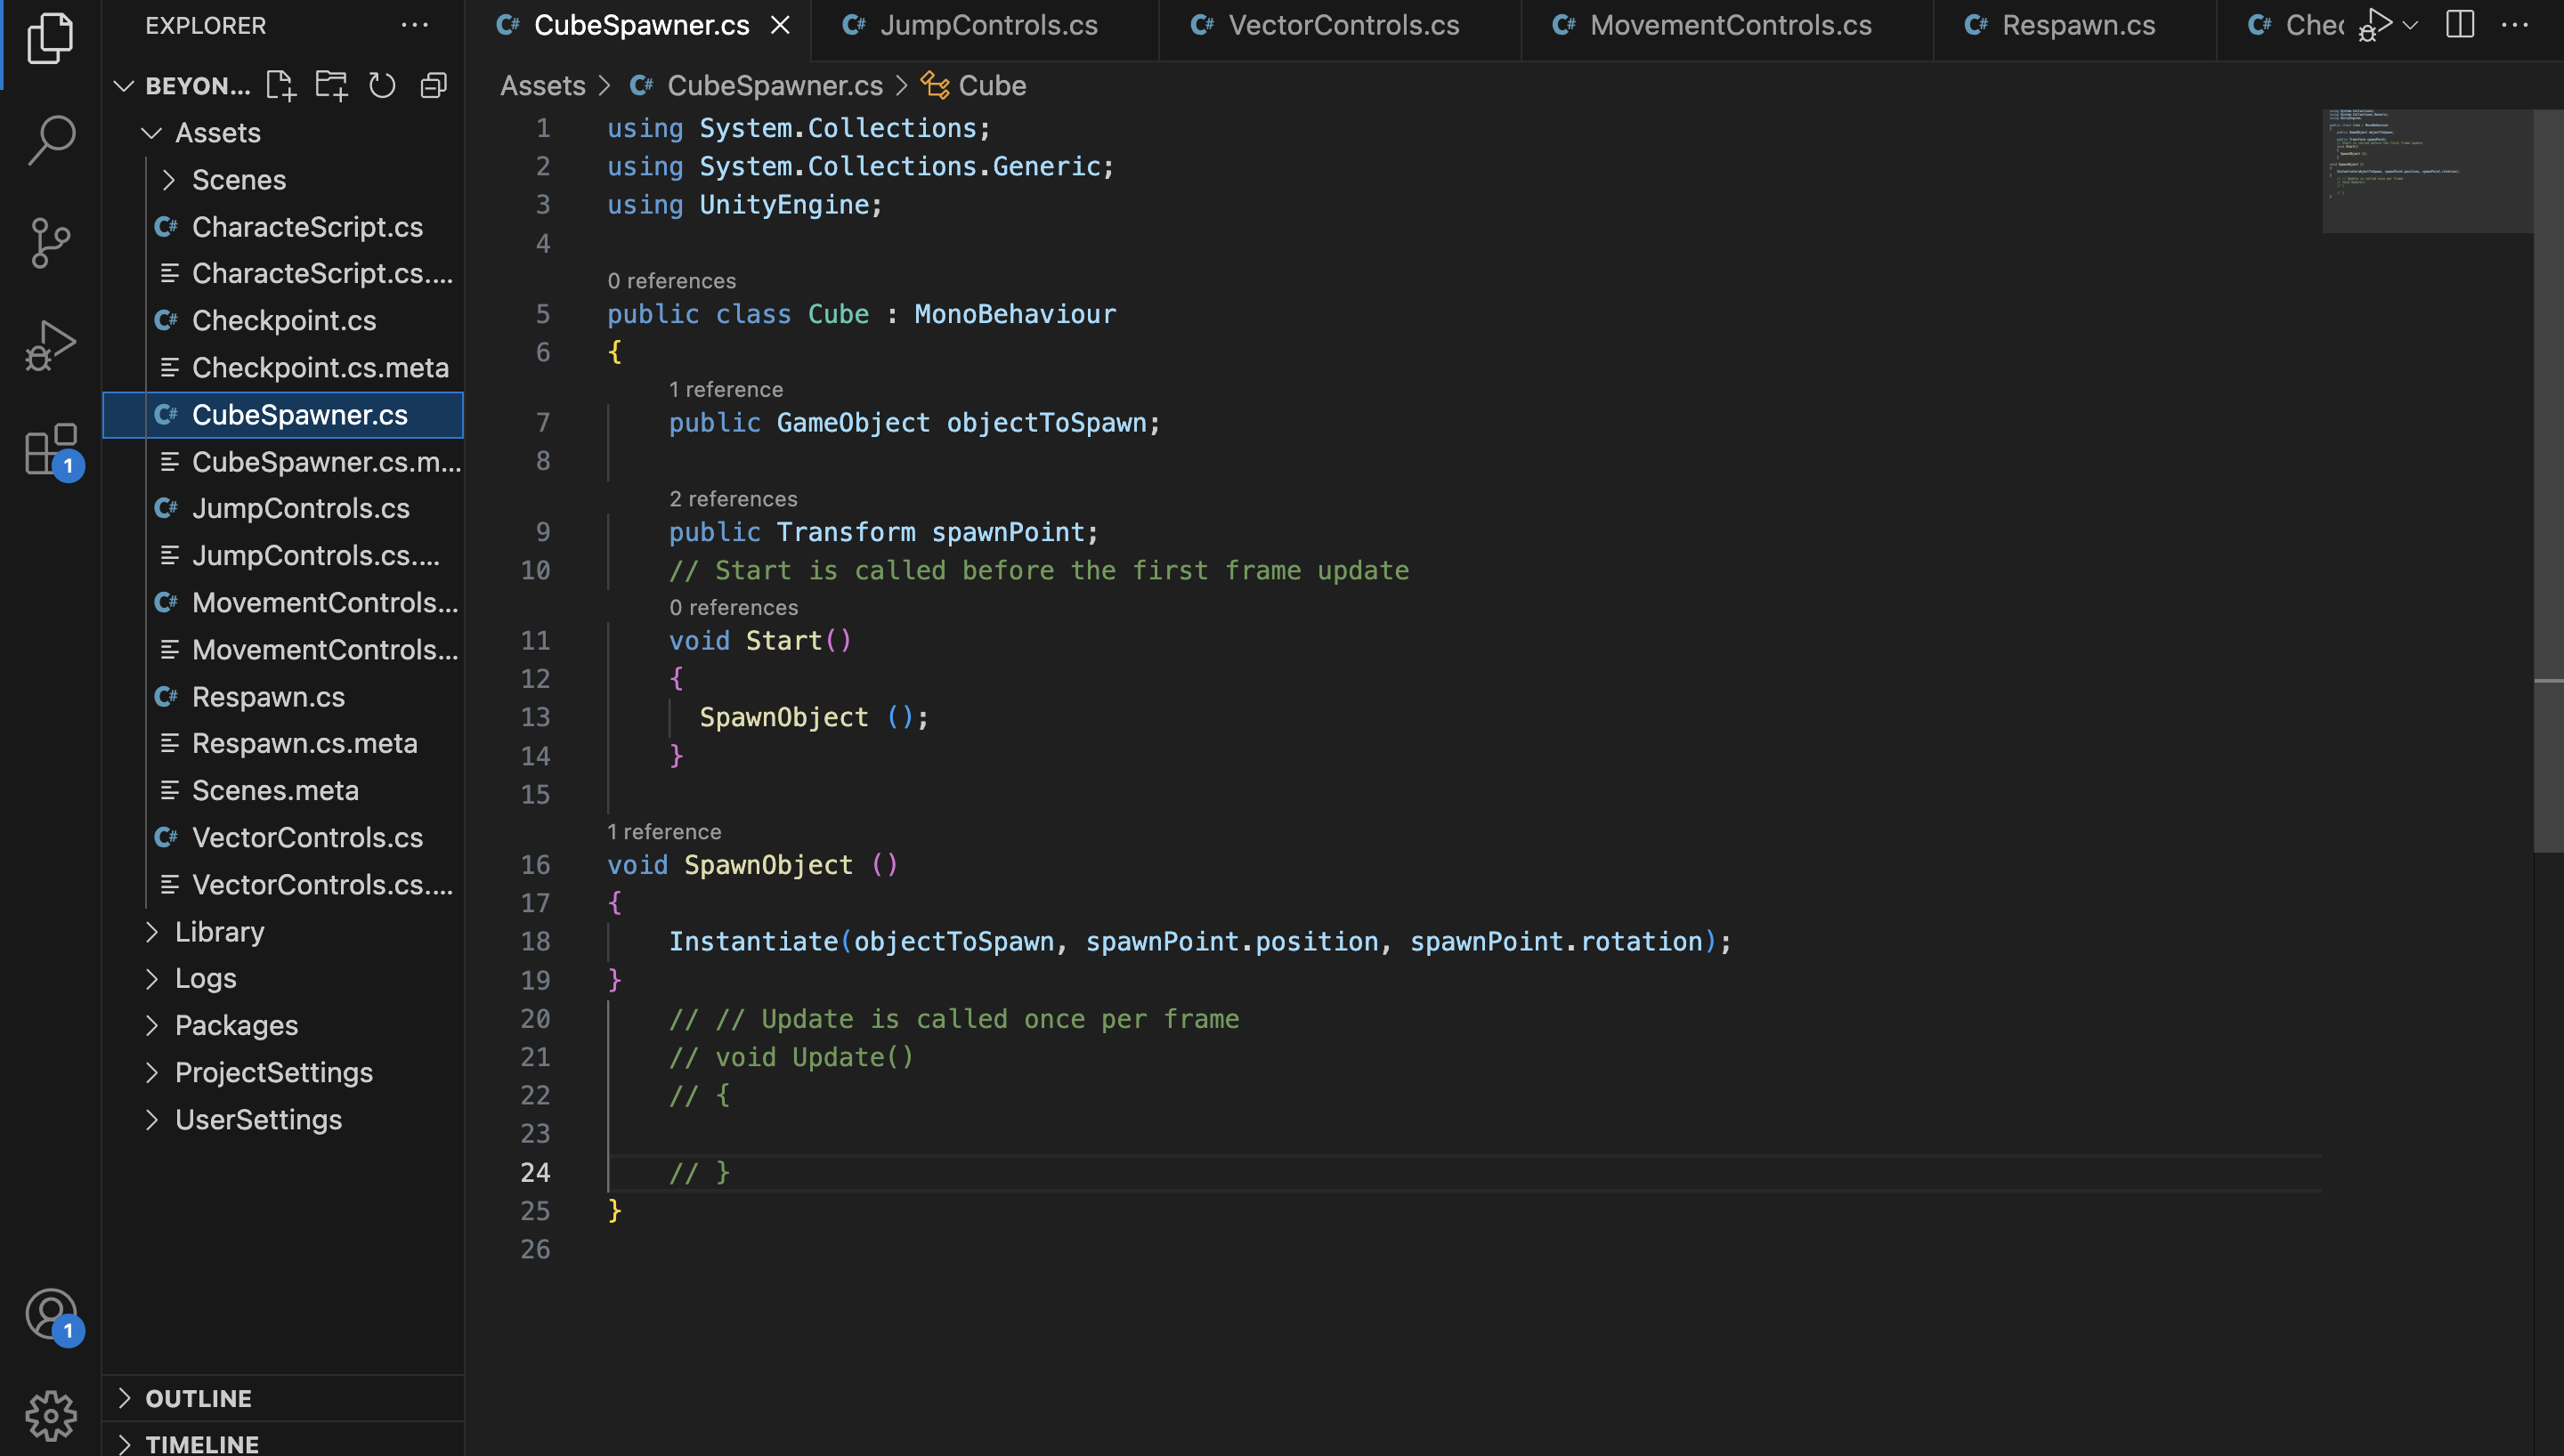 EXPLORER
BEYON...
Assets
Scenes
CharacteScript.cs
CharacteScript.cs....
Checkpoint.cs
Checkpoint.cs.meta
CubeSpawner.cs
CubeSpawner.cs.m...
JumpControls.cs
JumpControls.cs....
MovementControls...
MovementControls...
Respawn.cs
Respawn.cs.meta
Scenes.meta
VectorControls.cs
VectorControls.cs....
Library
Logs
Packages
ProjectSettings
UserSettings
OUTLINE
TIMELINE
1
1
CubeSpawner.cs JumpControls.cs VectorControls.cs MovementControls.cs Respawn.cs Chec
Assets > CubeSpawner.cs > Cube
1 using System.Collections;
2 using System.Collections.Generic;
3 using UnityEngine;
4
0 references
5 public class Cube : MonoBehaviour
6 {
1 reference
7 public GameObject objectToSpawn;
8
2 references
9 public Transform spawnPoint;
10 // Start is called before the first frame update
0 references
11 void Start()
12 {
13 SpawnObject ();
14 }
15
1 reference
16 void SpawnObject ()
17 {
18 Instantiate(objectToSpawn, spawnPoint.position, spawnPoint.rotation);
19 }
20 // // Update is called once per frame
21 // void Update()
22 // {
23
24 // }
25 }
26